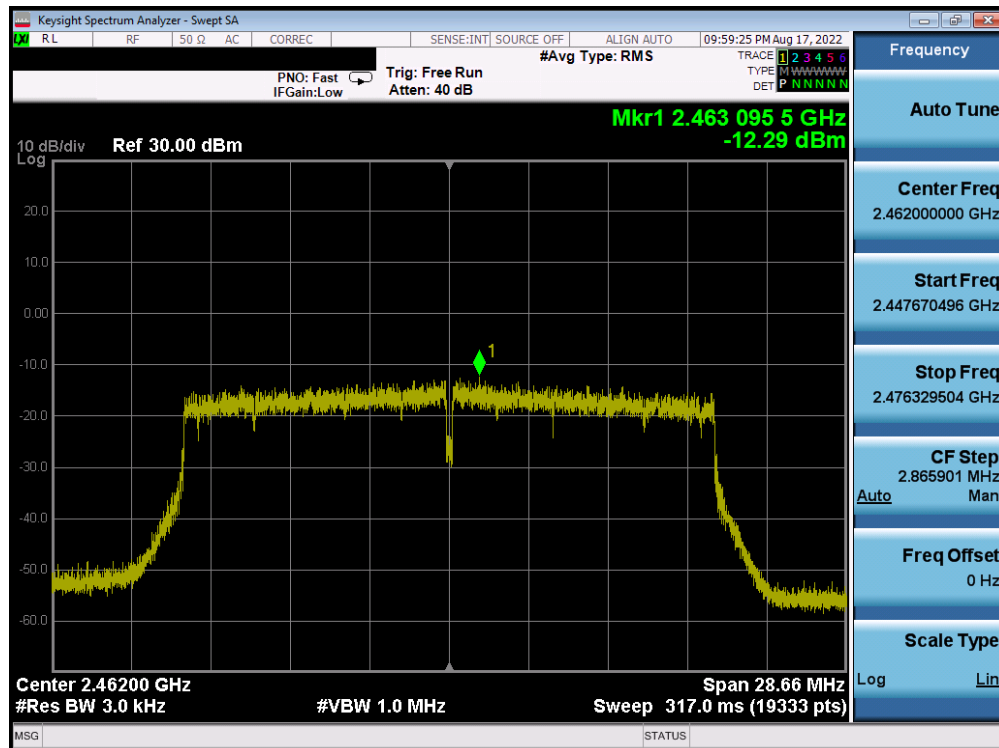 Keysight Spectrum Analyzer - Swept SA
LXI RL RF 50 Ω AC CORREC SENSE:INT SOURCE OFF ALIGN AUTO 09:59:25 PM Aug 17, 2022
#Avg Type: RMS
TRACE 1 2 3 4 5 6
TYPE M WWWWW
DET P N N N N N
PNO: Fast
IFGain:Low
Trig: Free Run
Atten: 40 dB
Mkr1 2.463 095 5 GHz
-12.29 dBm
10 dB/div Ref 30.00 dBm
Log
20.0
10.0
0.00
-10.0
-20.0
-30.0
-40.0
-50.0
-60.0
1
Center 2.46200 GHz Span 28.66 MHz
#Res BW 3.0 kHz #VBW 1.0 MHz Sweep 317.0 ms (19333 pts)
MSG STATUS
Frequency
Auto Tune
Center Freq
2.462000000 GHz
Start Freq
2.447670496 GHz
Stop Freq
2.476329504 GHz
CF Step
2.865901 MHz
Auto Man
Freq Offset
0 Hz
Scale Type
Log Lin